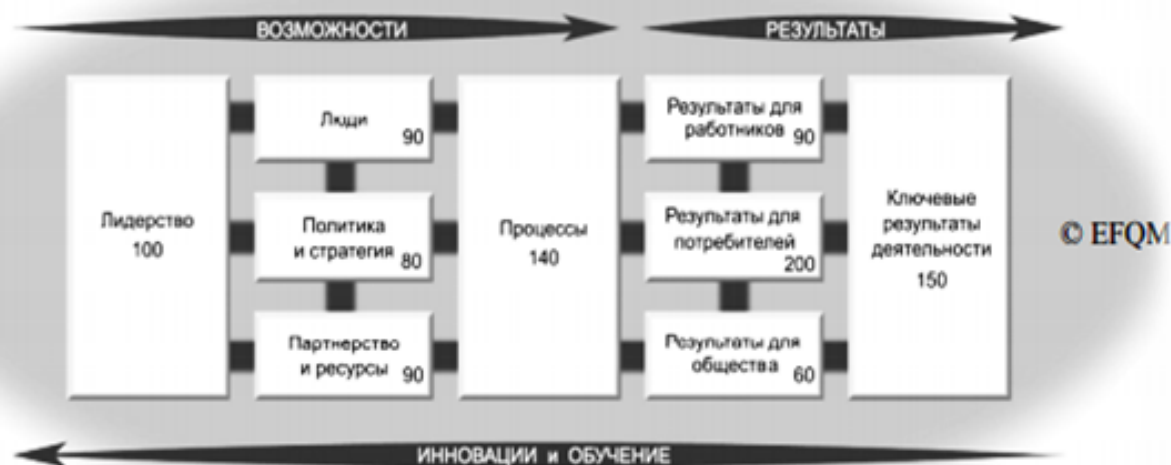 ВОЗМОЖНОСТИ
РЕЗУЛЬТАТЫ
Лидерство
100
Люди
90
Политика
и стратегия 80
Партнерство
и ресурсы 90
Процессы
140
Результаты для
работников 90
Результаты для
потребителей
200
Результаты для
общества 60
Ключевые
результаты
деятельности
150
© EFQM
ИННОВАЦИИ и ОБУЧЕНИЕ